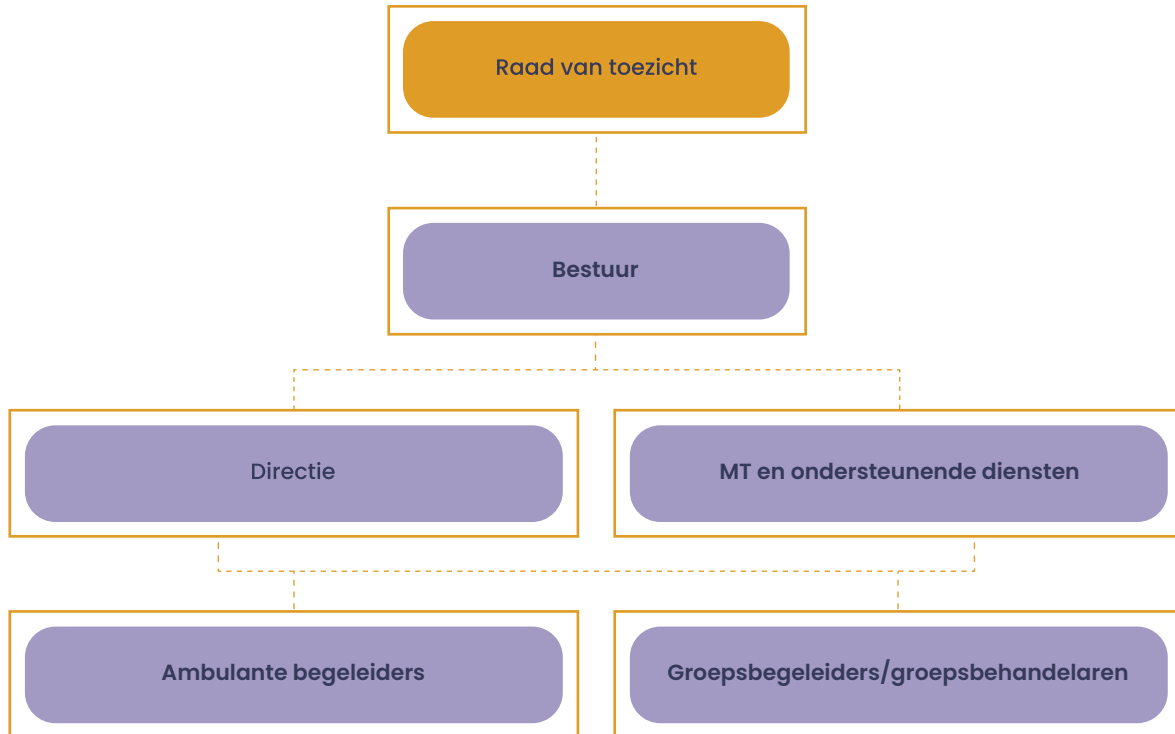 Raad van toezicht
Bestuur
Directie
MT en ondersteunende diensten
Ambulante begeleiders
Groepsbegeleiders/groepsbehandelaren